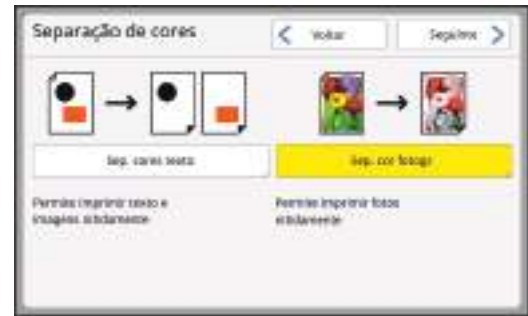 Separação de cores
Voltar
Seguinte
Sep. cores texto
Sep. cor fotogr
Permite imprimir texto e
imagens nitidamente
Permite imprimir fotos
nitidamente